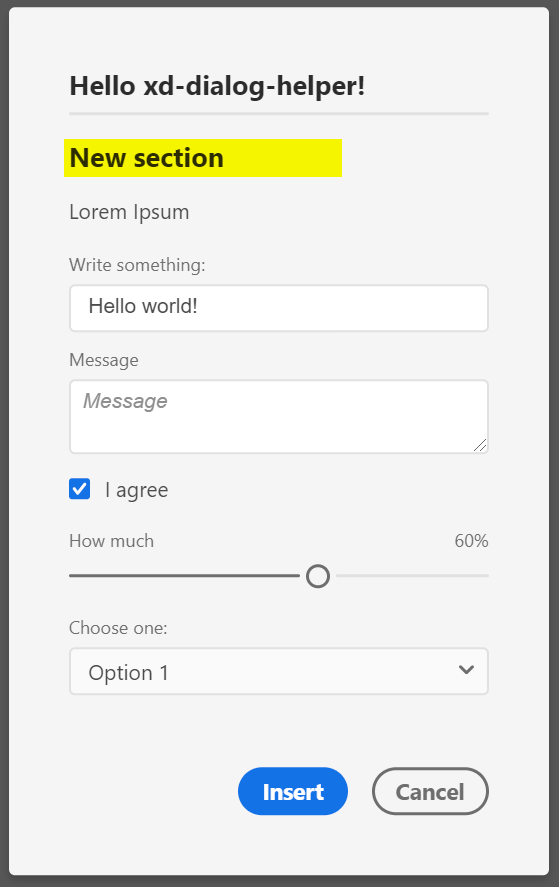 Hello xd-dialog-helper!
New section
Lorem Ipsum
Write something:
Hello world!
Message
Message
I agree
How much 60%
Choose one:
Option 1
Insert Cancel